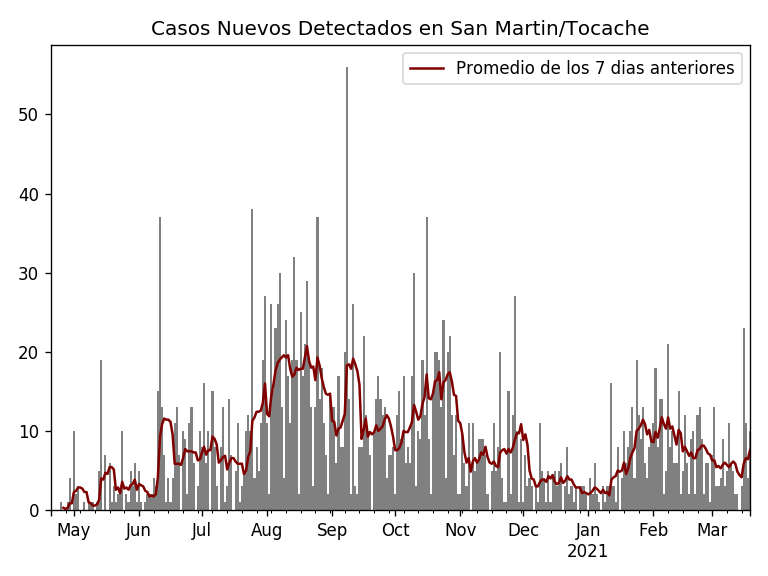 Casos Nuevos Detectados en San Martin/Tocache
Promedio de los 7 dias anteriores
50
40
30
20
10
0
May Jun Jul Aug Sep Oct Nov Dec Jan Feb Mar
2021